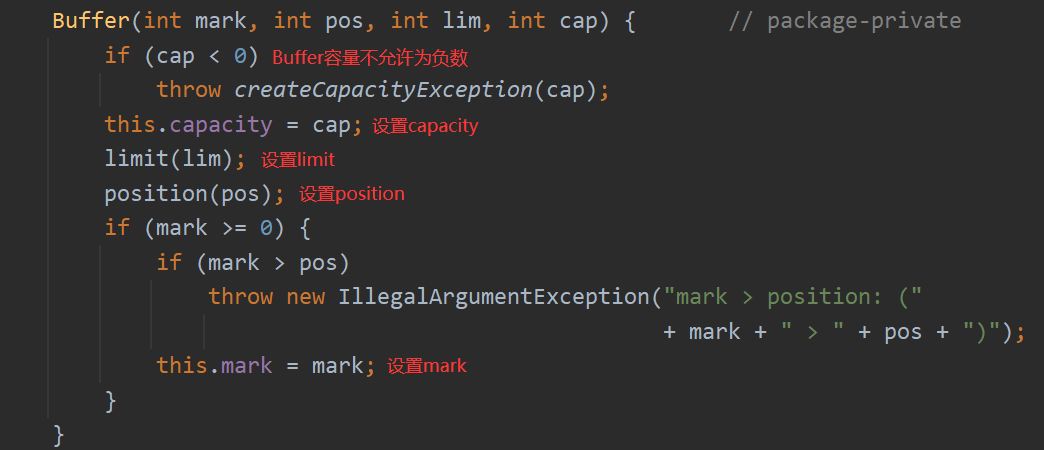 Buffer(int mark, int pos, int lim, int cap) {       // package-private
    if (cap < 0) Buffer容量不允许为负数
        throw createCapacityException(cap);
    this.capacity = cap; 设置capacity
    limit(lim); 设置limit
    position(pos); 设置position
    if (mark >= 0) {
        if (mark > pos)
            throw new IllegalArgumentException("mark > position: ("
                                               + mark + " > " + pos + ")");
        this.mark = mark; 设置mark
    }
}